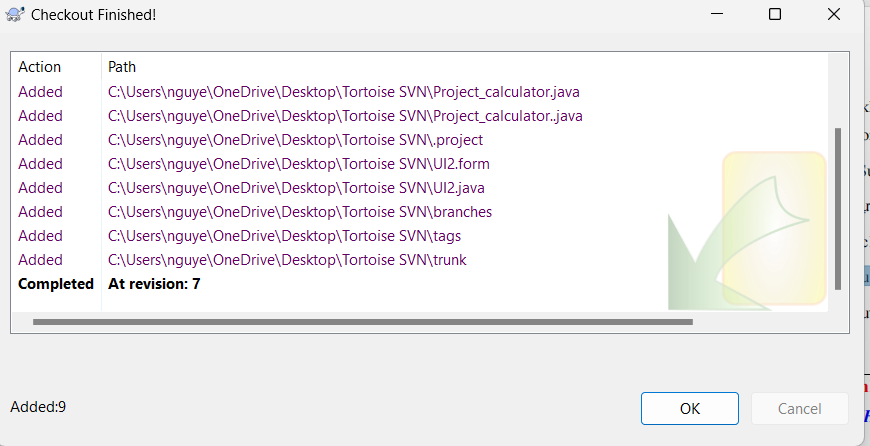 Checkout Finished!
Action Path
Added C:\Users\nguye\OneDrive\Desktop\Tortoise SVN\Project_calculator.java
Added C:\Users\nguye\OneDrive\Desktop\Tortoise SVN\Project_calculator..java
Added C:\Users\nguye\OneDrive\Desktop\Tortoise SVN\.project
Added C:\Users\nguye\OneDrive\Desktop\Tortoise SVN\UI2.form
Added C:\Users\nguye\OneDrive\Desktop\Tortoise SVN\UI2.java
Added C:\Users\nguye\OneDrive\Desktop\Tortoise SVN\branches
Added C:\Users\nguye\OneDrive\Desktop\Tortoise SVN\tags
Added C:\Users\nguye\OneDrive\Desktop\Tortoise SVN\trunk
Completed At revision: 7
Added:9
OK Cancel